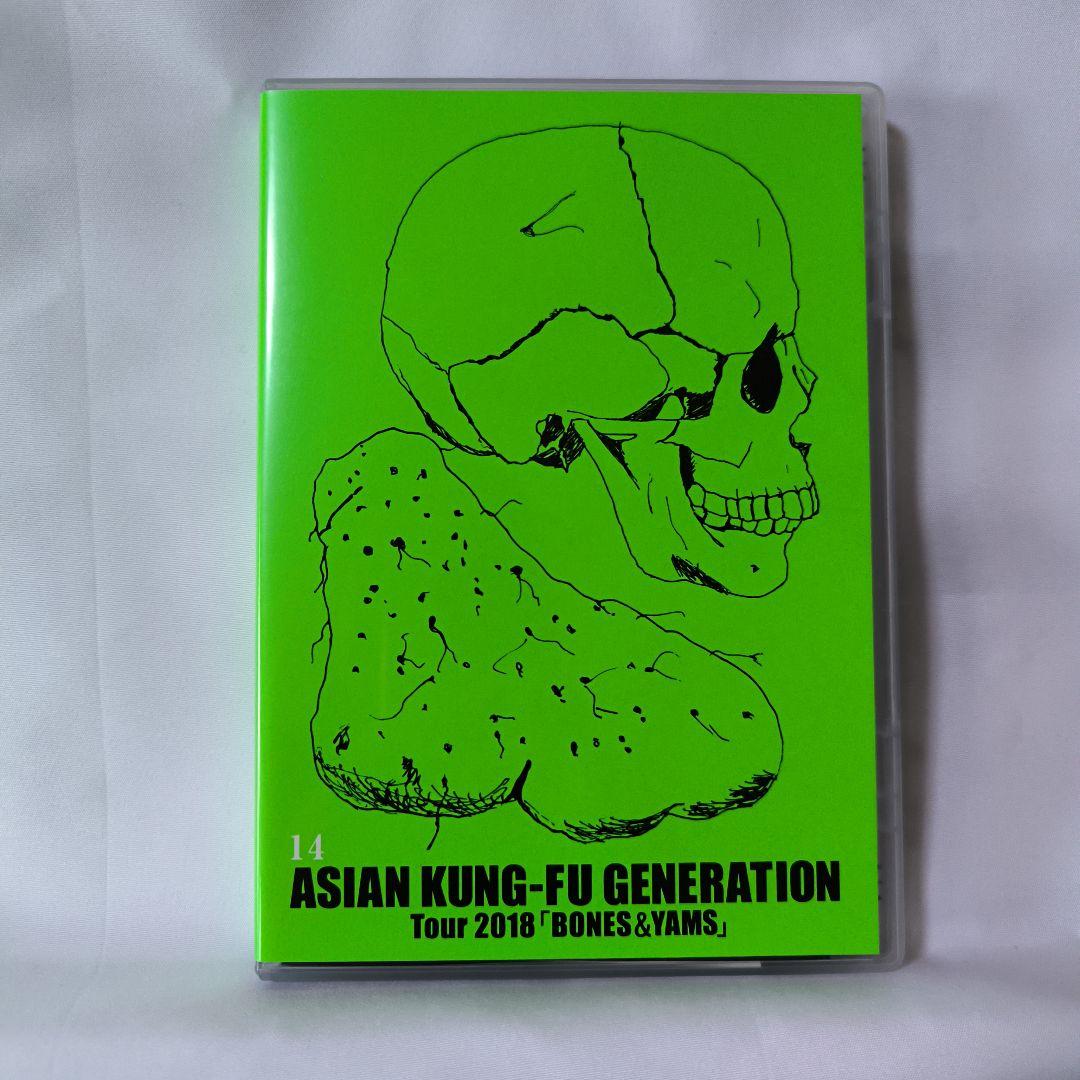 14
ASIAN KUNG-FU GENERATION
Tour 2018「BONES&YAMS」